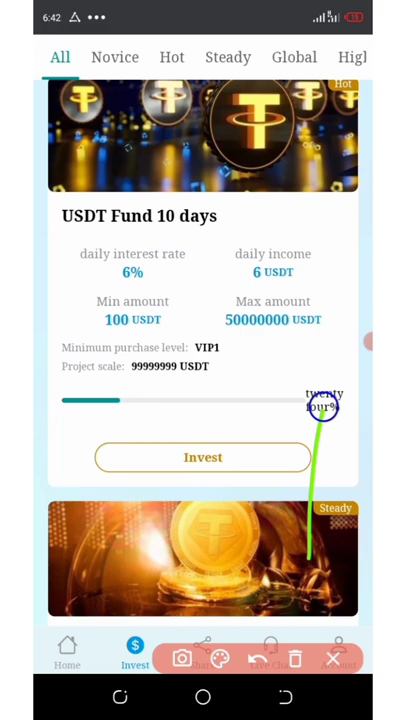 6:42
All Novice Hot Steady Global
Hot
USDT Fund 10 days
daily interest rate daily income
6% 6 USDT
Min amount Max amount
100 USDT 50000000 USDT
Minimum purchase level: VIP1
Project scale: 99999999 USDT
twenty
four%
Invest
Steady
Home Invest